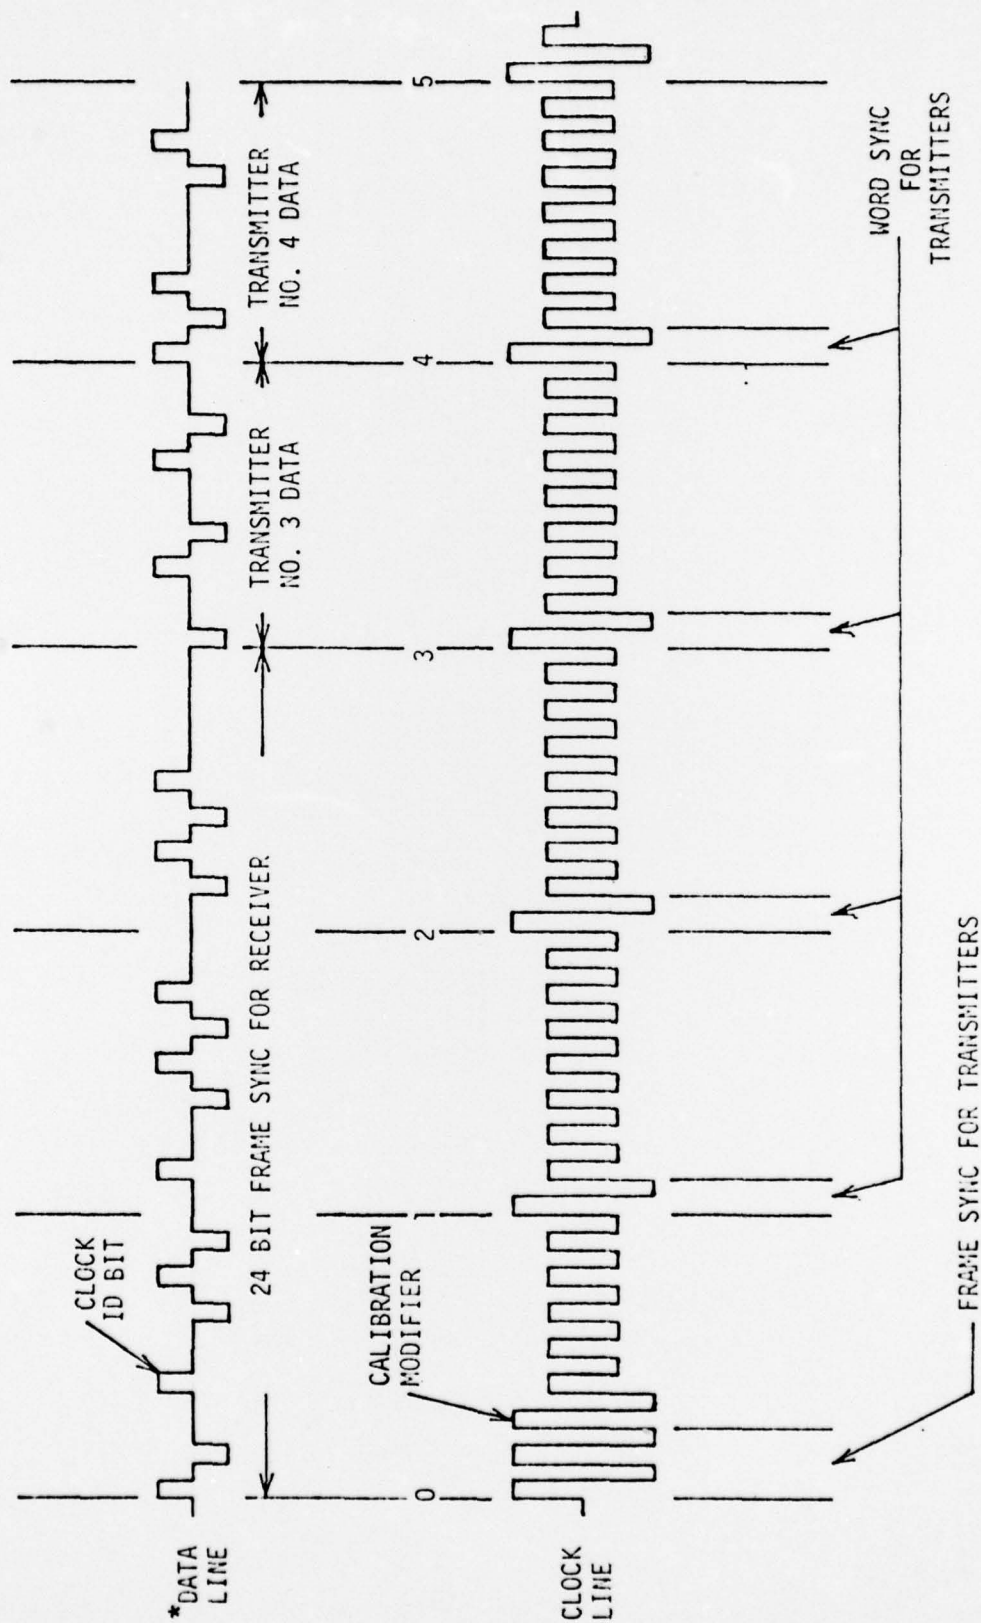 *DATA
LINE
CLOCK
ID BIT
24 BIT FRAME SYNC FOR RECEIVER
TRANSMITTER
NO. 3 DATA
TRANSMITTER
NO. 4 DATA
0
1
2
3
4
5
CALIBRATION
MODIFIER
CLOCK
LINE
FRAME SYNC FOR TRANSMITTERS
WORD SYNC
FOR
TRANSMITTERS